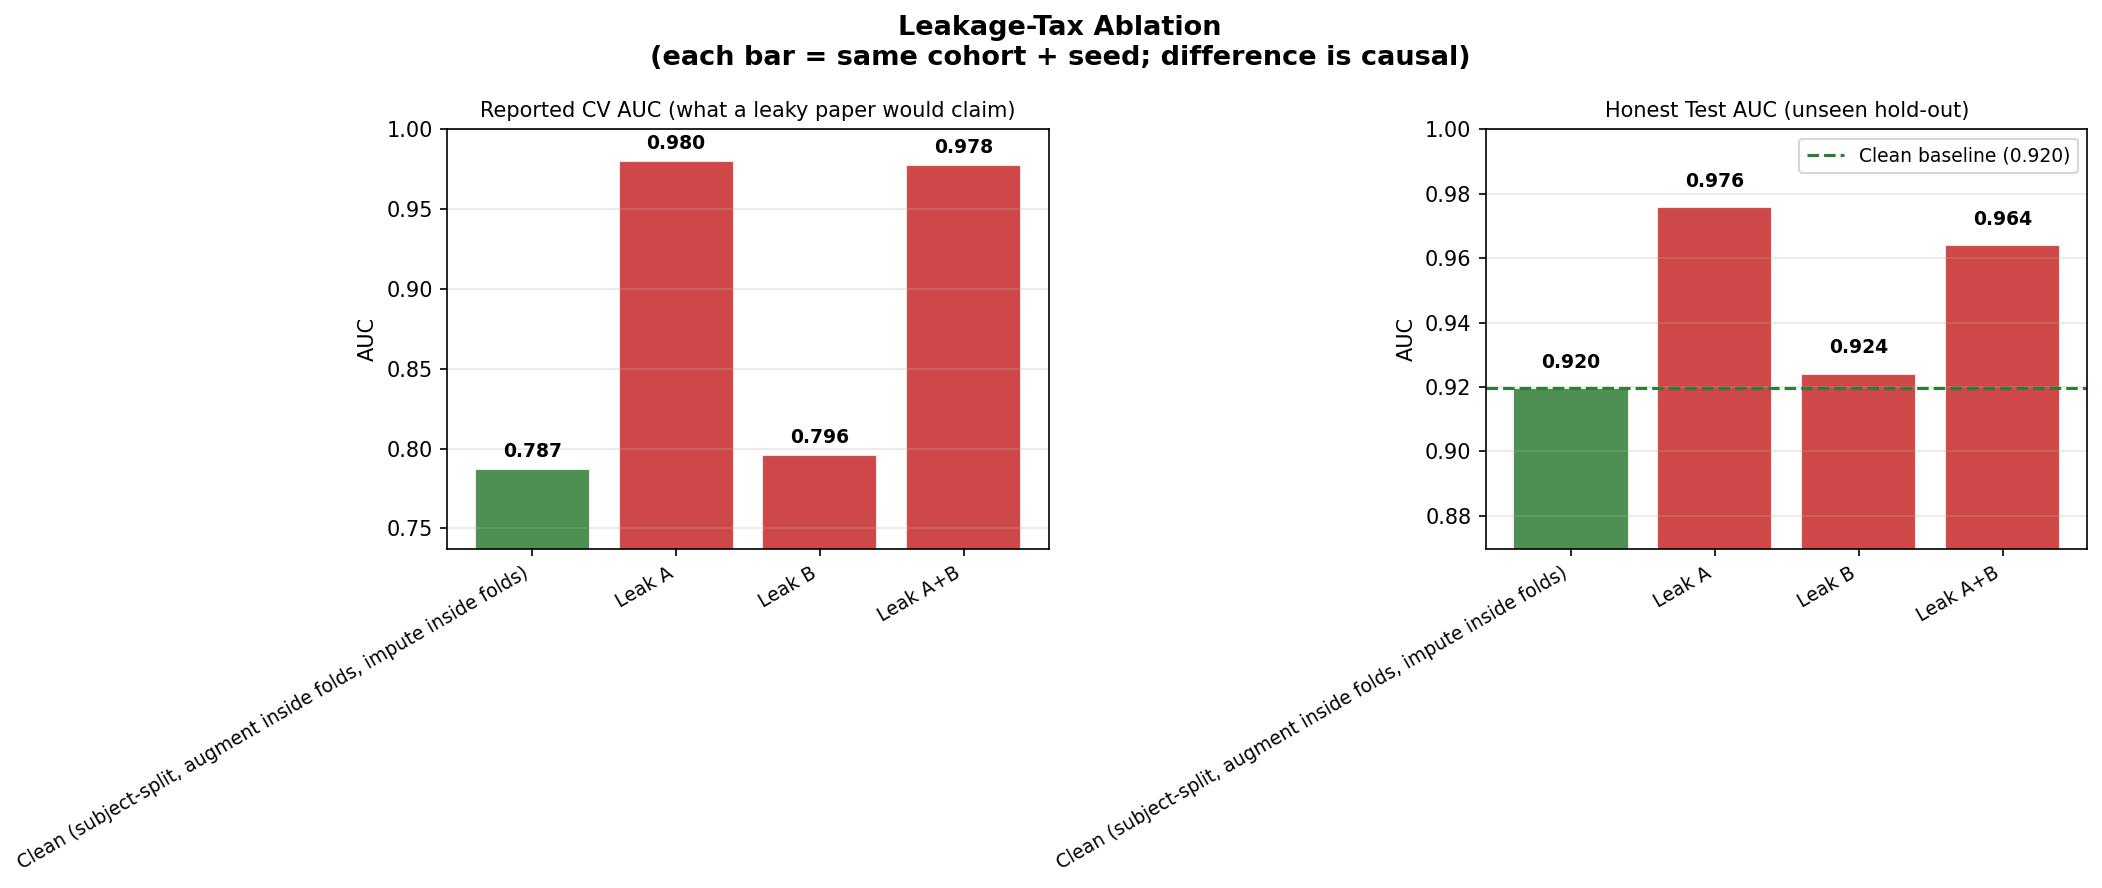 Leakage-Tax Ablation
(each bar = same cohort + seed; difference is causal)
Reported CV AUC (what a leaky paper would claim)
AUC
1.00
0.95
0.90
0.85
0.80
0.75
0.787
0.980
0.796
0.978
Clean (subject-split, augment inside folds, impute inside folds)
Leak A
Leak B
Leak A+B
Honest Test AUC (unseen hold-out)
AUC
1.00
0.98
0.96
0.94
0.92
0.90
0.88
Clean baseline (0.920)
0.920
0.976
0.924
0.964
Clean (subject-split, augment inside folds, impute inside folds)
Leak A
Leak B
Leak A+B